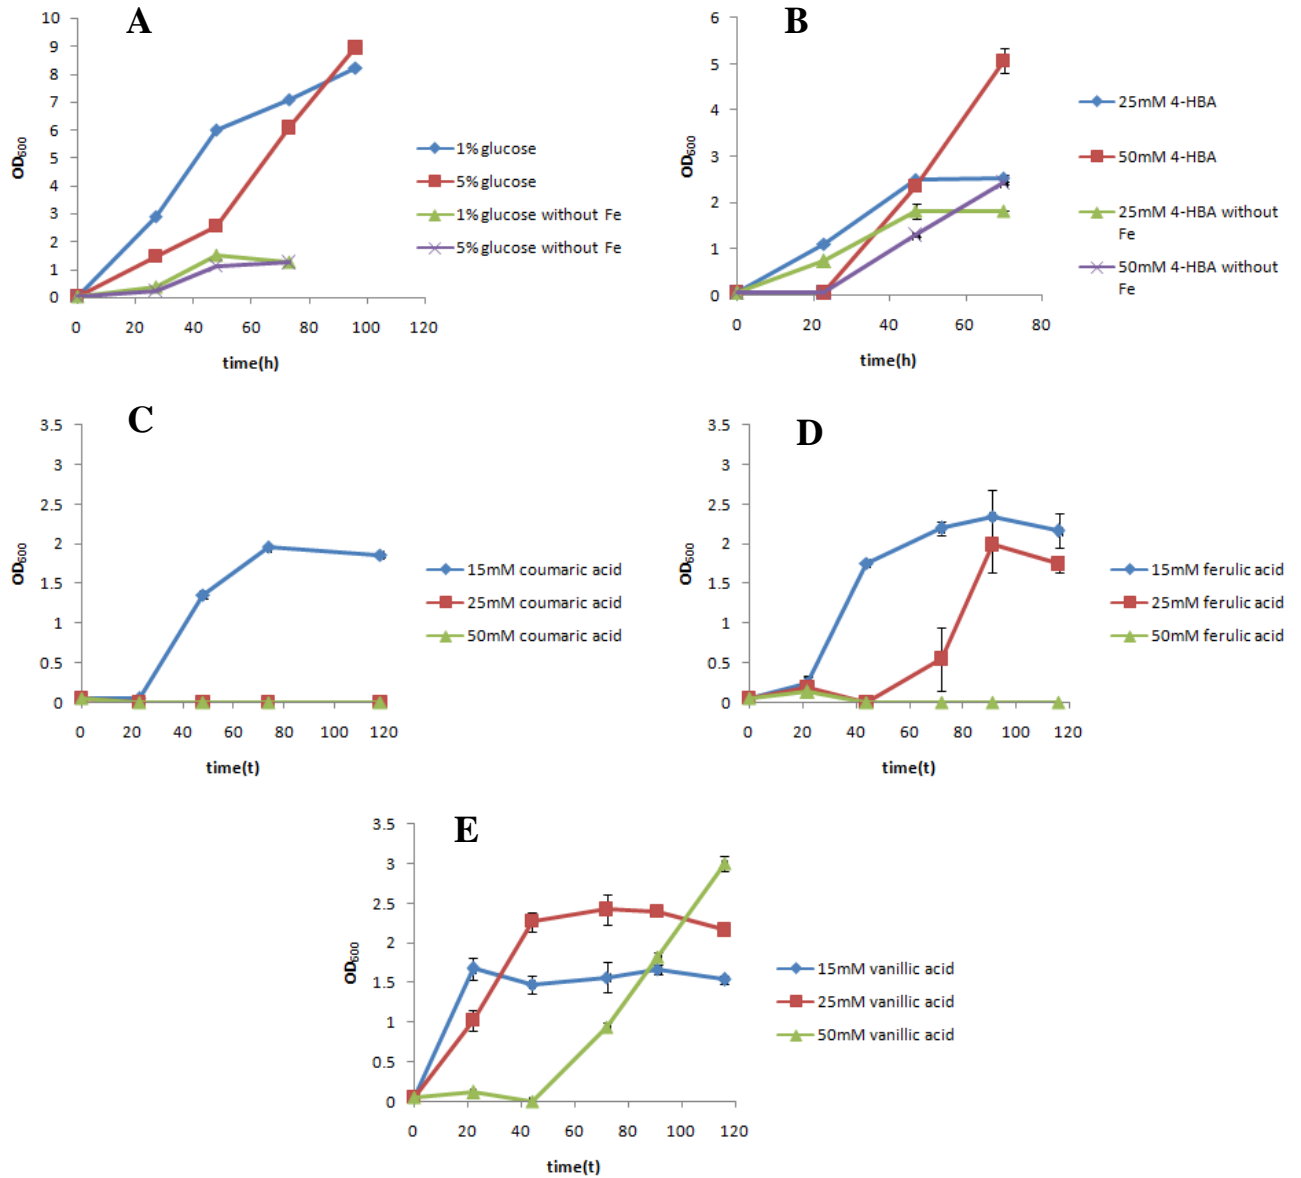 A
10
9
8
7
6
5
4
3
2
1
0
0 20 40 60 80 100 120
OD600
time(h)
1% glucose
5% glucose
1% glucose without Fe
5% glucose without Fe
B
6
5
4
3
2
1
0
0 20 40 60 80
OD600
time(h)
25mM 4-HBA
50mM 4-HBA
25mM 4-HBA without
Fe
50mM 4-HBA without
Fe
C
3.5
3
2.5
2
1.5
1
0.5
0
0 20 40 60 80 100 120
OD600
time(t)
15mM coumaric acid
25mM coumaric acid
50mM coumaric acid
D
3.5
3
2.5
2
1.5
1
0.5
0
0 20 40 60 80 100 120
OD600
time(t)
15mM ferulic acid
25mM ferulic acid
50mM ferulic acid
E
3.5
3
2.5
2
1.5
1
0.5
0
0 20 40 60 80 100 120
OD600
time(t)
15mM vanillic acid
25mM vanillic acid
50mM vanillic acid